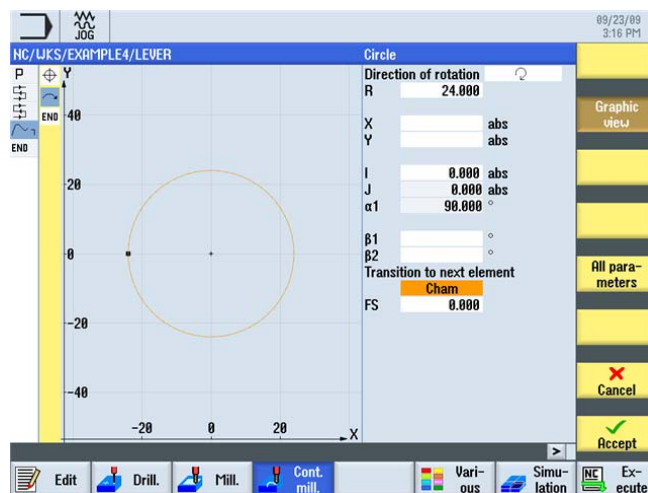 JOG
09/23/09
3:16 PM
NC/WKS/EXAMPLE4/LEVER
Circle
P
END
END
Y
40
20
0
-20
-40
-20
0
20
X
Direction of rotation
R 24.000
X abs
Y abs
I 0.000 abs
J 0.000 abs
α1 90.000 °
β1 °
β2 °
Transition to next element
Cham
FS 0.000
Graphic
view
All para-
meters
Cancel
Accept
>
Edit
Drill.
Mill.
Cont.
mill.
Vari-
ous
Simu-
lation
NC
Ex-
ecute